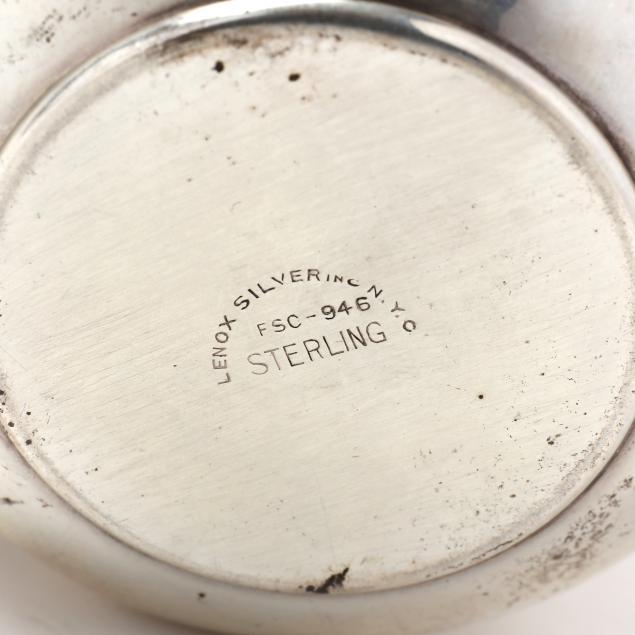 LENOX SILVER INC N.Y.C
FSC-946
STERLING